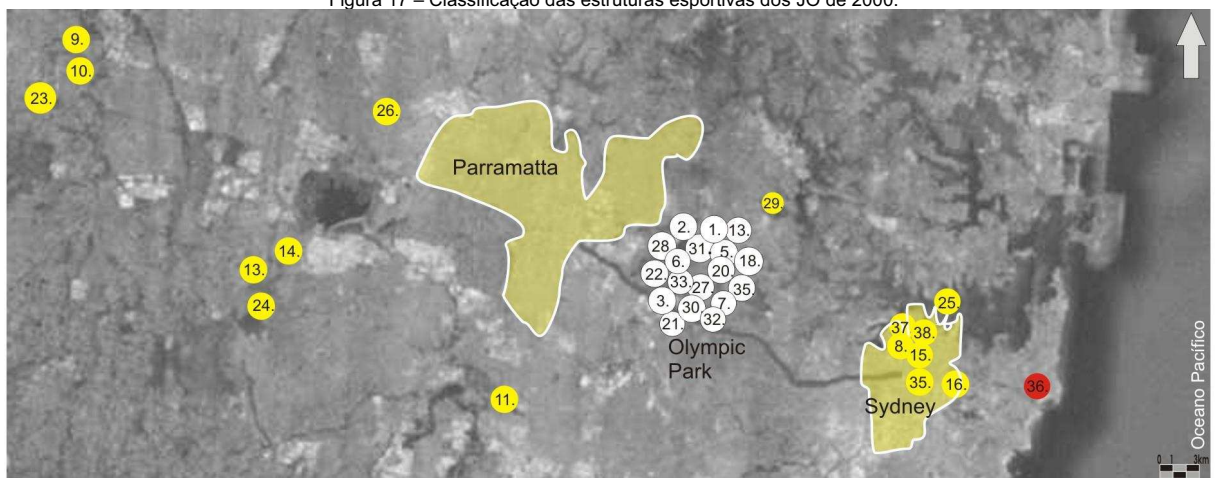 Figura 17 – Classificação das estruturas esportivas dos JO de 2000.
9.
10.
23.
26.
Parramatta
29.
2. 1. 13.
28 31. 5. 18.
6. 20.
22. 33. 27. 35.
3. 30 7.
21. 32.
Olympic
Park
14.
13.
24.
11.
25.
37. 38.
8. 15.
35. 16.
Sydney
36.
Oceano Pacífico
0 1 3km